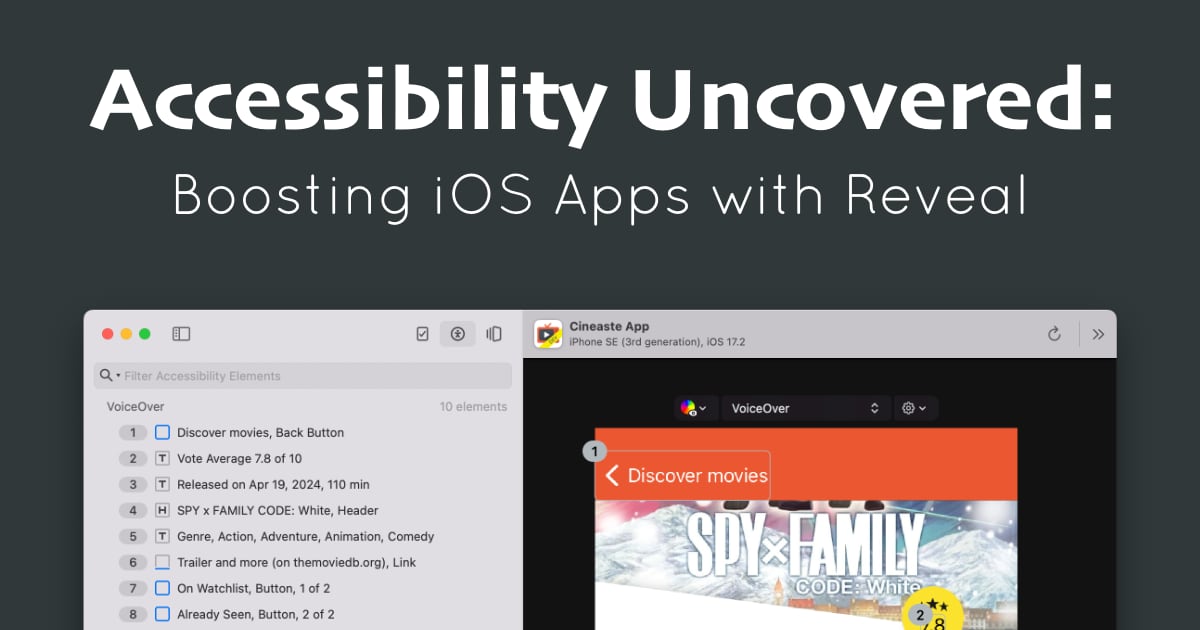 Accessibility Uncovered:
Boosting iOS Apps with Reveal
Cineaste App
iPhone SE (3rd generation), iOS 17.2
Filter Accessibility Elements
VoiceOver 10 elements
1 Discover movies, Back Button
2 T Vote Average 7.8 of 10
3 T Released on Apr 19, 2024, 110 min
4 H SPY x FAMILY CODE: White, Header
5 T Genre, Action, Adventure, Animation, Comedy
6 Trailer and more (on themoviedb.org), Link
7 On Watchlist, Button, 1 of 2
8 Already Seen, Button, 2 of 2
VoiceOver
1
Discover movies
SPY×FAMILY
CODE: White
2
.8